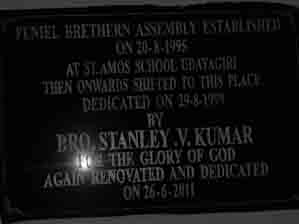 PENIEL BRETHERN ASSEMBLY ESTABLISHED
ON 20-8-1995
AT ST.AMOS SCHOOL UDAYAGIRI
THEN ONWARDS SHIFTED TO THIS PLACE
DEDICATED ON 29-8-1999
BY
BRO. STANLEY .V. KUMAR
FOR THE GLORY OF GOD
AGAIN RENOVATED AND DEDICATED
ON 26-6-2011